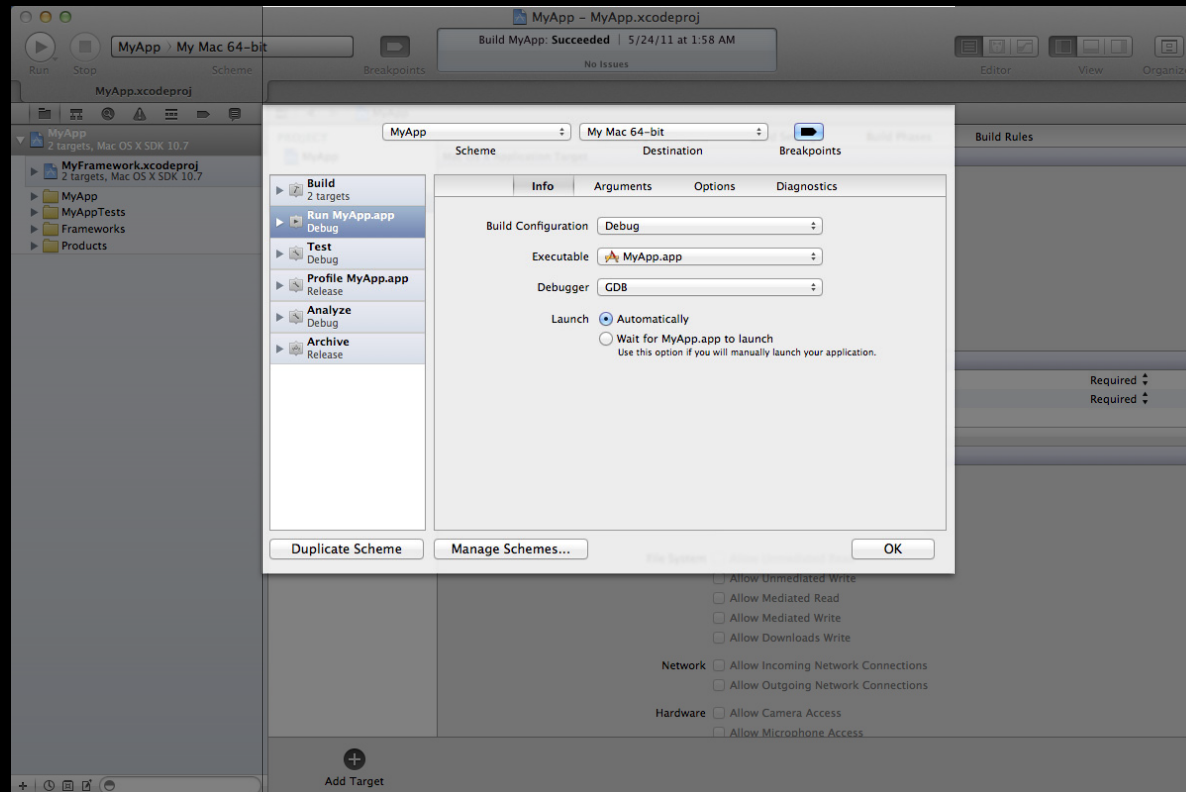 MyApp – MyApp.xcodeproj
MyApp › My Mac 64-bit
Build MyApp: Succeeded | 5/24/11 at 1:58 AM
No Issues
Run Stop Scheme Breakpoints Editor View Organize
MyApp.xcodeproj
MyApp
2 targets, Mac OS X SDK 10.7
MyFramework.xcodeproj
2 targets, Mac OS X SDK 10.7
MyApp
MyAppTests
Frameworks
Products
PROJECT
MyApp
Build Phases
Build Rules
MyApp
My Mac 64-bit
Scheme
Destination
Breakpoints
Build
2 targets
Run MyApp.app
Debug
Test
Debug
Profile MyApp.app
Release
Analyze
Debug
Archive
Release
Info Arguments Options Diagnostics
Build Configuration Debug
Executable MyApp.app
Debugger GDB
Launch Automatically
Wait for MyApp.app to launch
Use this option if you will manually launch your application.
Required
Required
Duplicate Scheme
Manage Schemes...
OK
File System
Allow Unmediated Write
Allow Mediated Read
Allow Mediated Write
Allow Downloads Write
Network Allow Incoming Network Connections
Allow Outgoing Network Connections
Hardware Allow Camera Access
Allow Microphone Access
Add Target